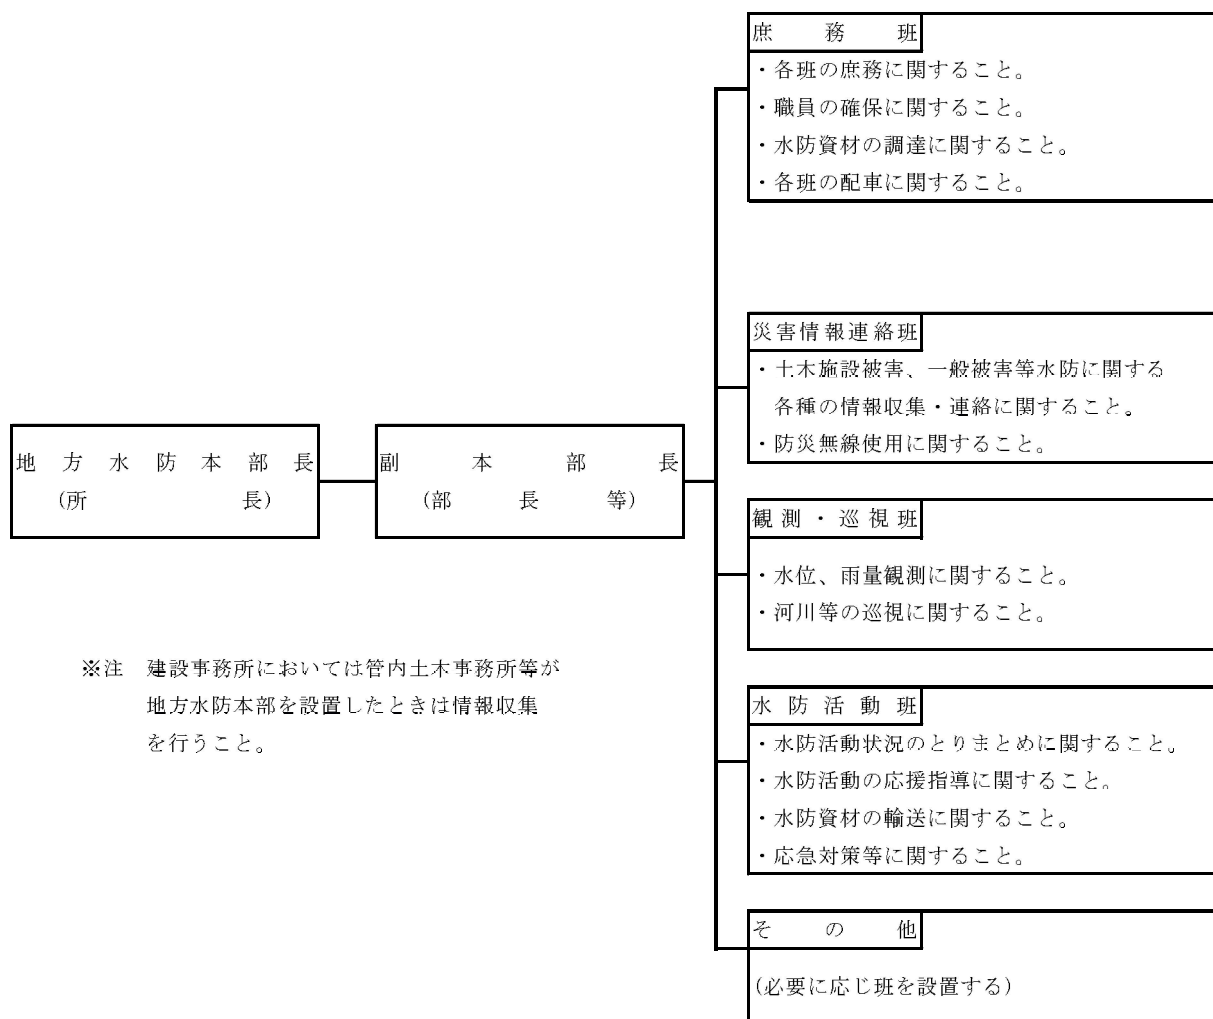 庶務班
・各班の庶務に関すること。
・職員の確保に関すること。
・水防資材の調達に関すること。
・各班の配車に関すること。
災害情報連絡班
・土木施設被害、一般被害等水防に関する
各種の情報収集・連絡に関すること。
・防災無線使用に関すること。
地方水防本部長
(所長)
副本部長
(部長等)
観測・巡視班
・水位、雨量観測に関すること。
・河川等の巡視に関すること。
※注 建設事務所においては管内土木事務所等が
地方水防本部を設置したときは情報収集
を行うこと。
水防活動班
・水防活動状況のとりまとめに関すること。
・水防活動の応援指導に関すること。
・水防資材の輸送に関すること。
・応急対策等に関すること。
その他
(必要に応じ班を設置する)